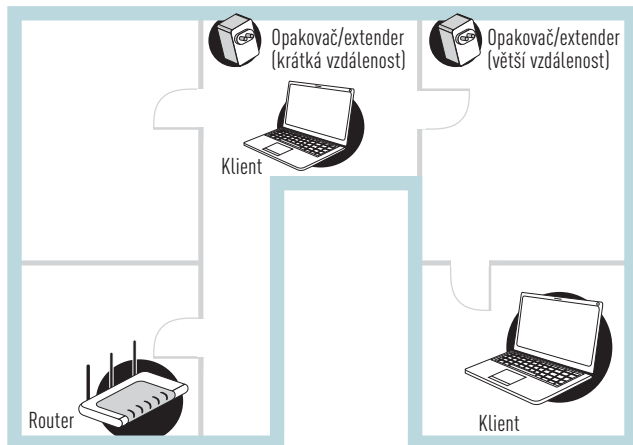 Opakovač/extender
(krátká vzdálenost)
Opakovač/extender
(větší vzdálenost)
Klient
Router
Klient